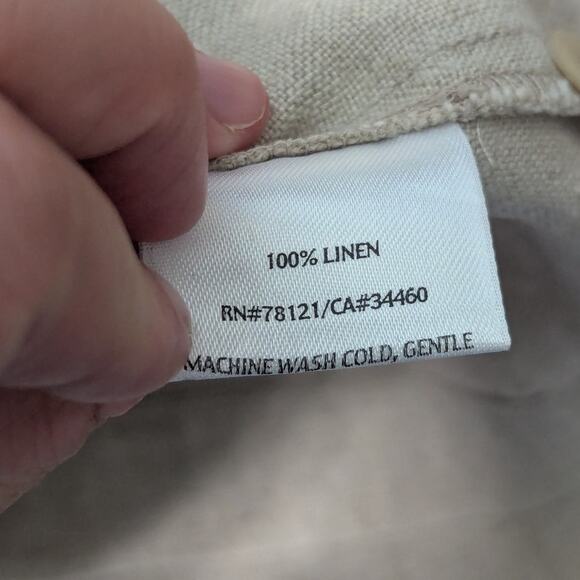 100% LINEN
RN#78121/CA#34460
MACHINE WASH COLD, GENTLE